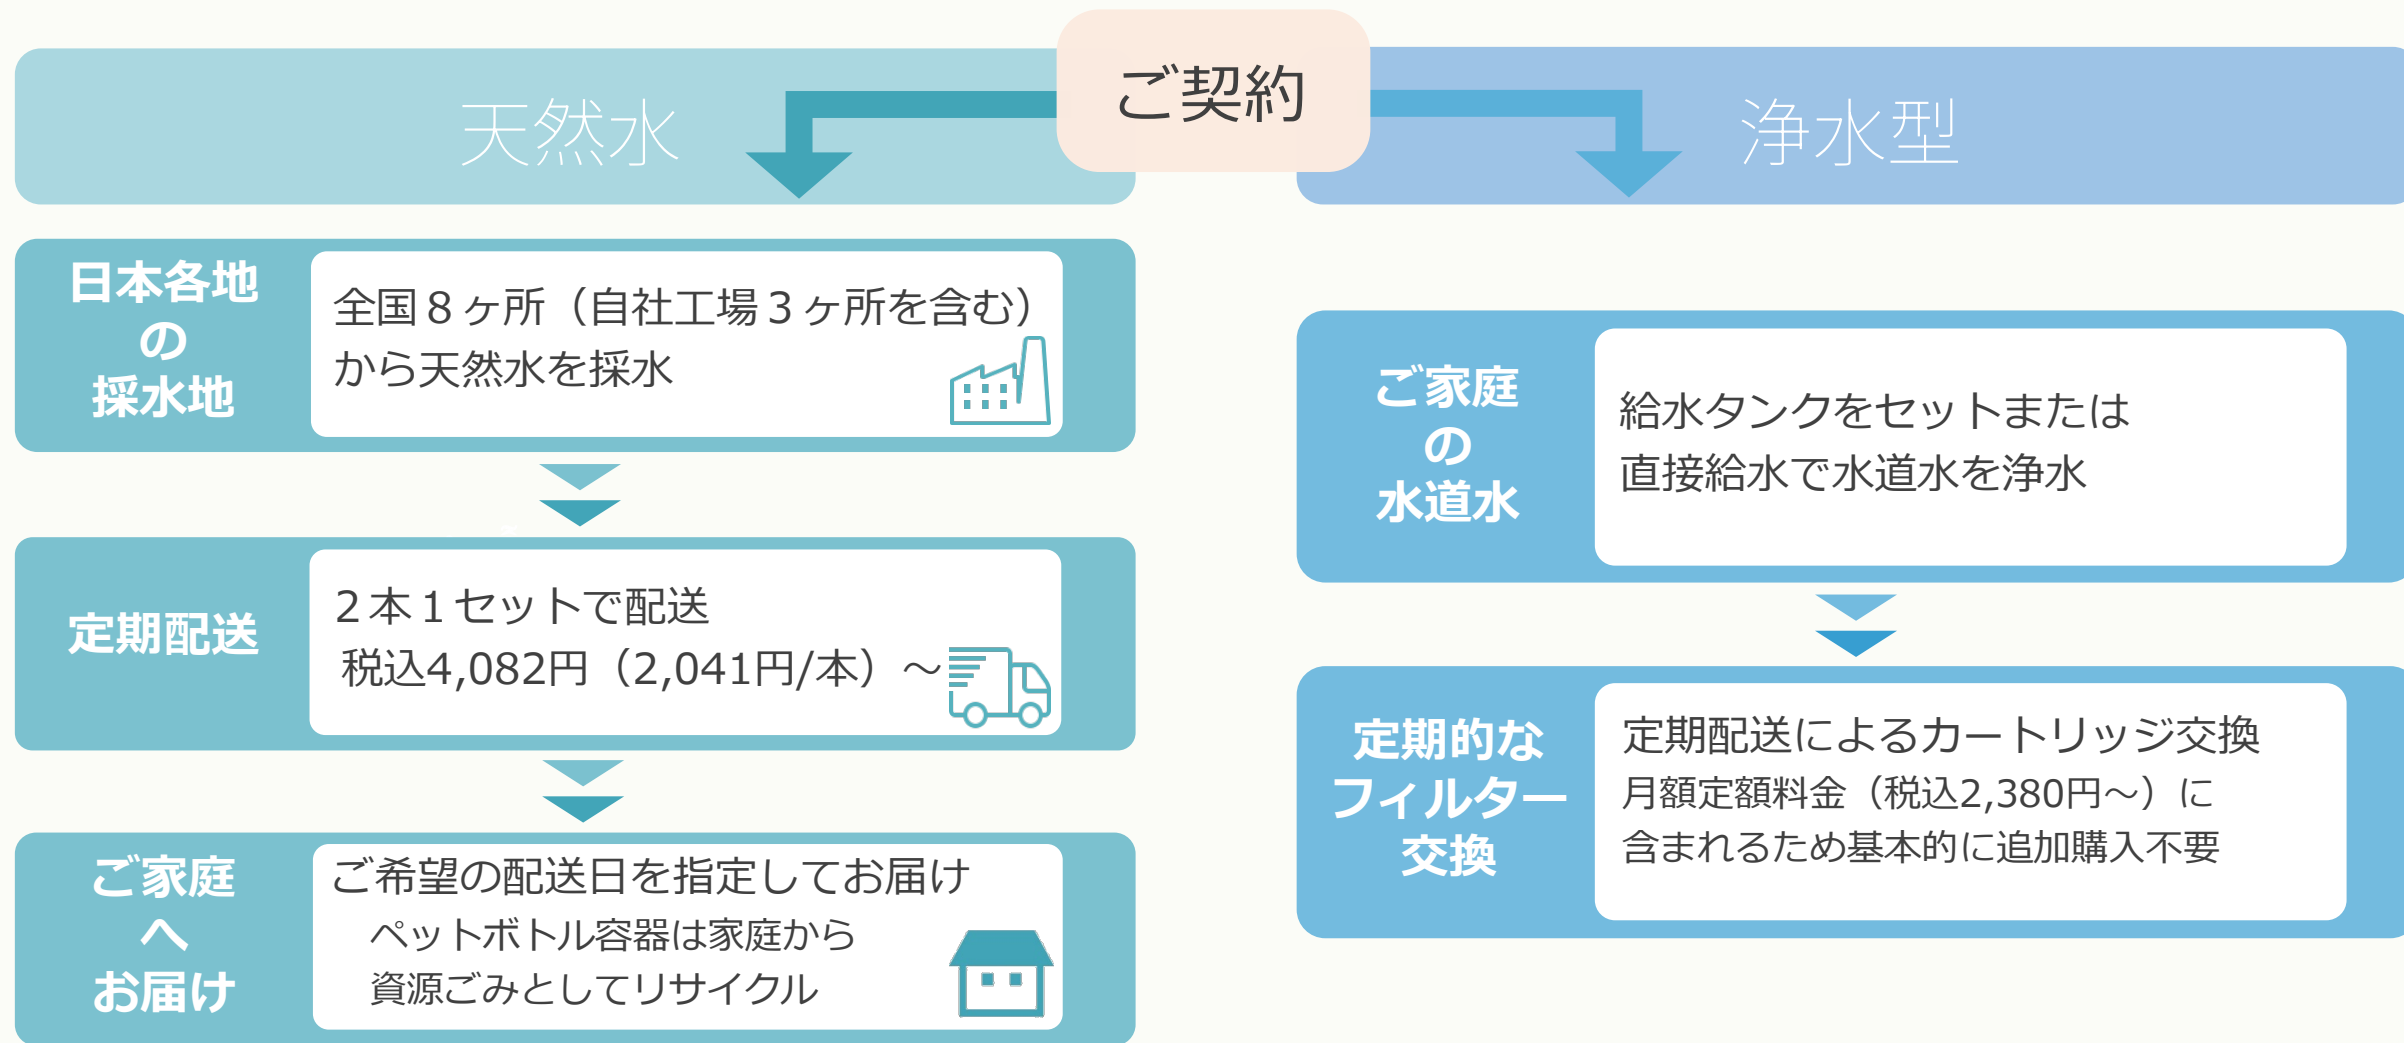 ご契約
天然水
日本各地
の
採水地
全国８ヶ所（自社工場３ヶ所を含む）
から天然水を採水
定期配送
２本１セットで配送
税込4,082円（2,041円/本）～
ご家庭
へ
お届け
ご希望の配送日を指定してお届け
ペットボトル容器は家庭から
資源ごみとしてリサイクル
浄水型
ご家庭
の
水道水
給水タンクをセットまたは
直接給水で水道水を浄水
定期的な
フィルター
交換
定期配送によるカートリッジ交換
月額定額料金（税込2,380円～）に
含まれるため基本的に追加購入不要